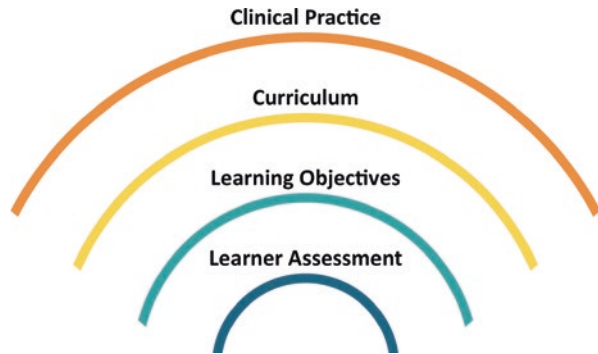 Clinical Practice
Curriculum
Learning Objectives
Learner Assessment